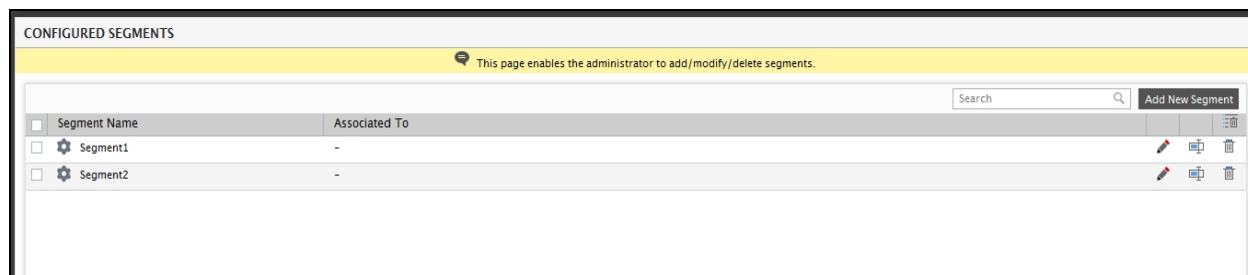 CONFIGURED SEGMENTS
This page enables the administrator to add/modify/delete segments.
Search Add New Segment
Segment Name Associated To
Segment1 -
Segment2 -